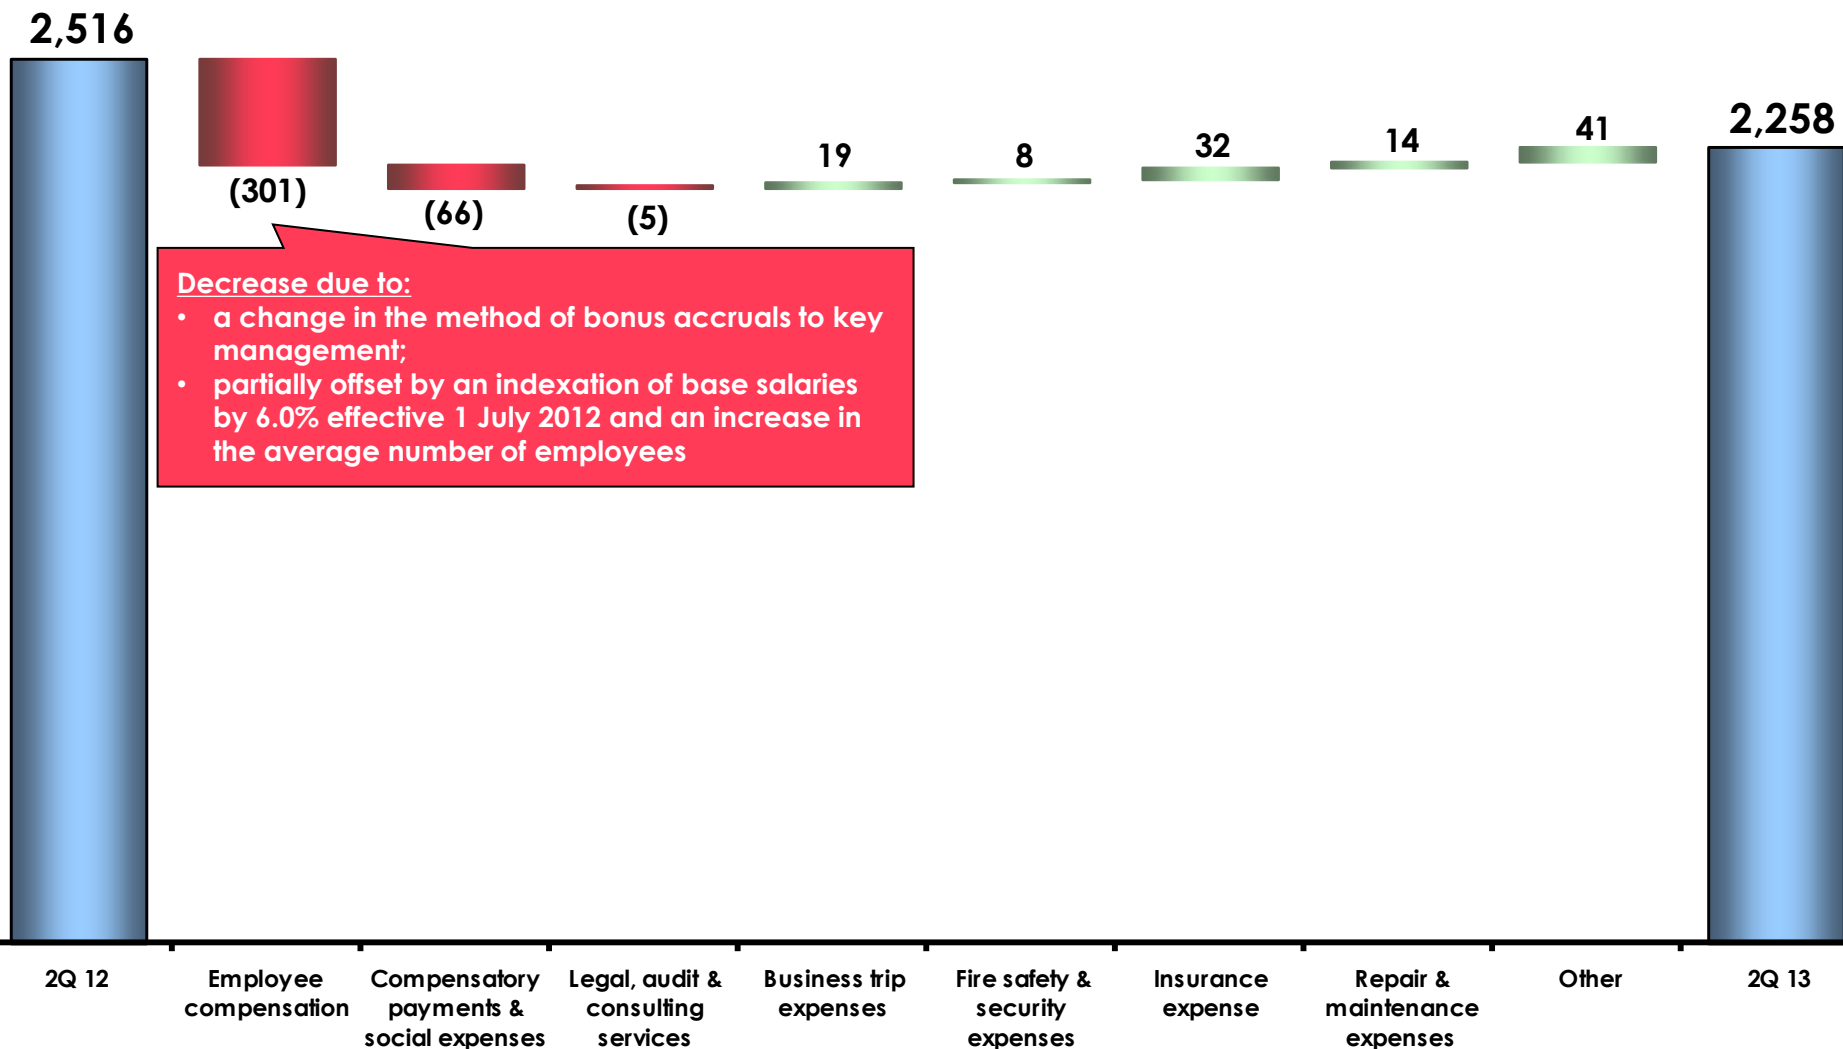 2,516
(301)
(66)
(5)
19
8
32
14
41
2,258
Decrease due to:
• a change in the method of bonus accruals to key
management;
• partially offset by an indexation of base salaries
by 6.0% effective 1 July 2012 and an increase in
the average number of employees
2Q 12
Employee
compensation
Compensatory
payments &
social expenses
Legal, audit &
consulting
services
Business trip
expenses
Fire safety &
security
expenses
Insurance
expense
Repair &
maintenance
expenses
Other
2Q 13